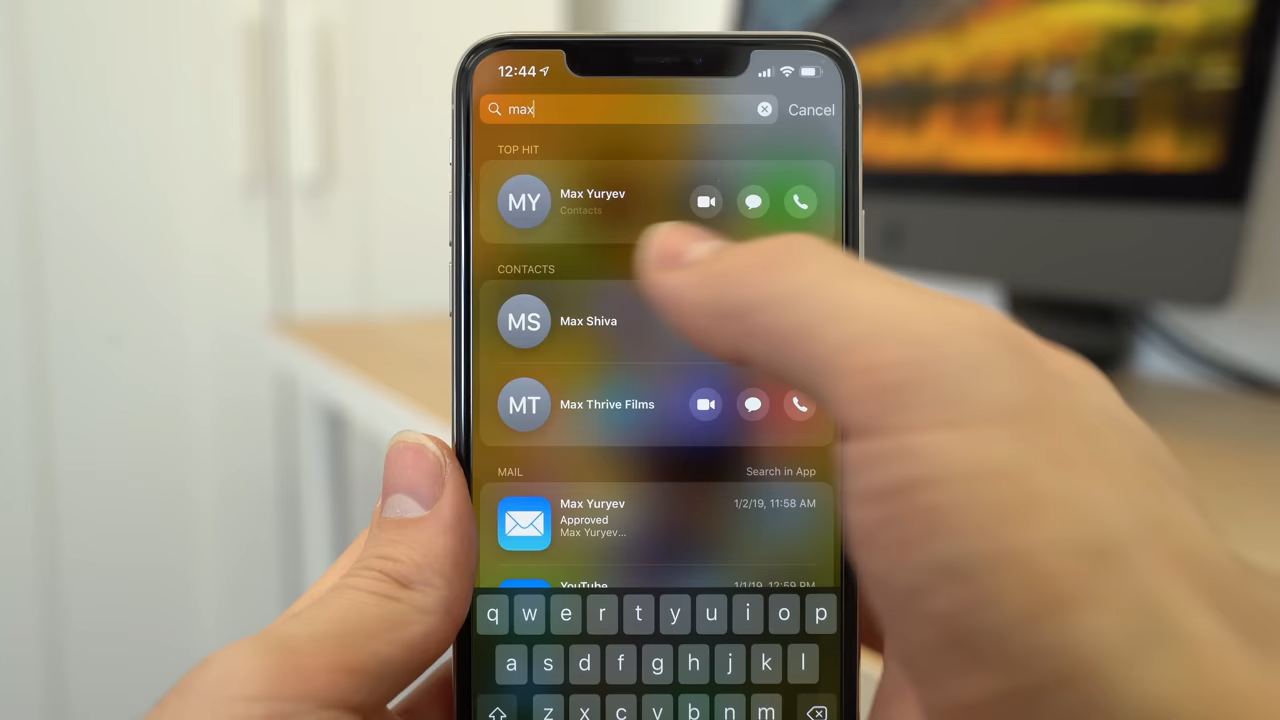 12:44
max
Cancel
TOP HIT
MY
Max Yuryev
Contacts
CONTACTS
MS
Max Shiva
MT
Max Thrive Films
MAIL
Search in App
Max Yuryev
1/2/19, 11:58 AM
Approved
Max Yuryev...
YouTube
1/1/19, 12:59 PM
q w e r t y u i o p
a s d f g h j k l
z x c v b n m